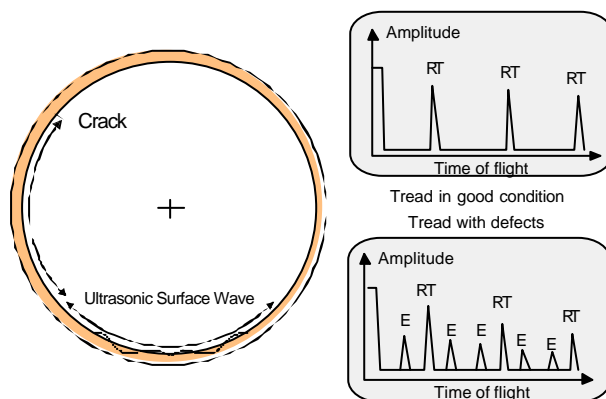 Crack
Ultrasonic Surface Wave
Amplitude
RT
RT
RT
Time of flight
Tread in good condition
Tread with defects
Amplitude
RT
RT
RT
E
E
E
E
E
Time of flight